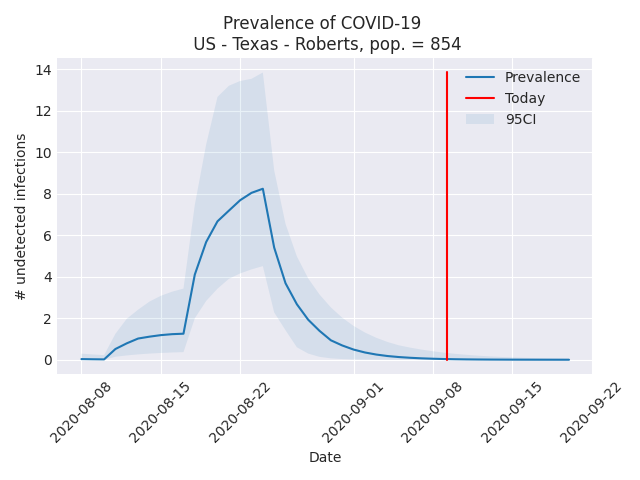 Prevalence of COVID-19
US - Texas - Roberts, pop. = 854
# undetected infections
14
12
10
8
6
4
2
0
Prevalence
Today
95CI
2020-08-08
2020-08-15
2020-08-22
2020-09-01
2020-09-08
2020-09-15
2020-09-22
Date